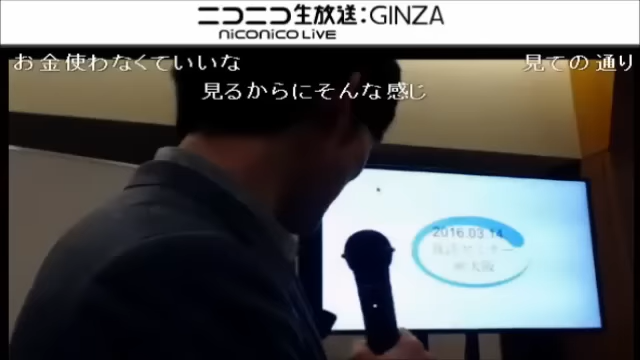 ニコニコ生放送:GINZA
niconico LIVE
お金使わなくていいな
見ての通り
見るからにそんな感じ
2016.03.14